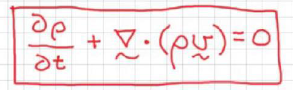 ∂ρ/∂t + ∇ · (ρv) = 0